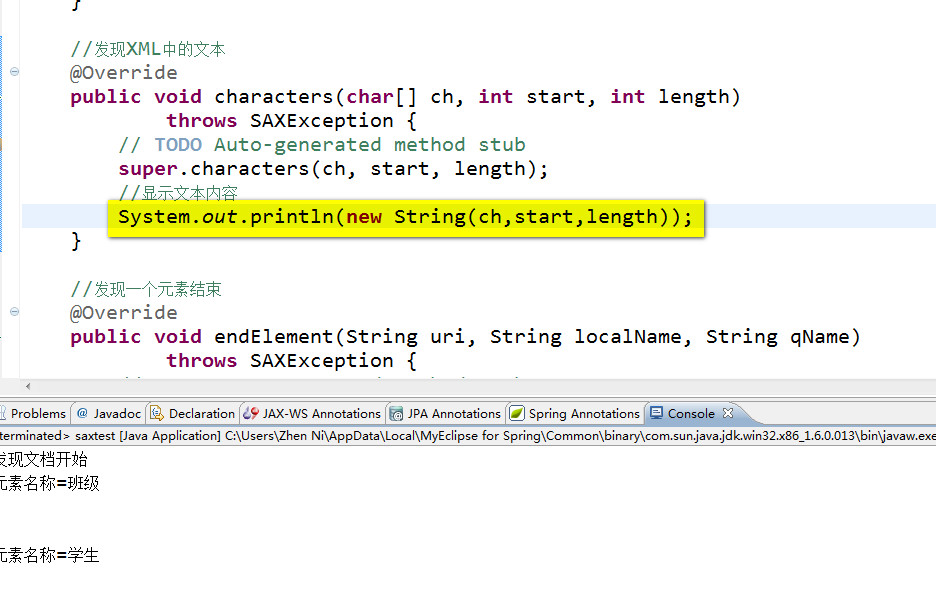 }
//发现XML中的文本
@Override
public void characters(char[] ch, int start, int length)
throws SAXException {
// TODO Auto-generated method stub
super.characters(ch, start, length);
//显示文本内容
System.out.println(new String(ch,start,length));
}
//发现一个元素结束
@Override
public void endElement(String uri, String localName, String qName)
throws SAXException {
Problems @ Javadoc Declaration JAX-WS Annotations JPA Annotations Spring Annotations Console
terminated> saxtest [Java Application] C:\Users\Zhen Ni\AppData\Local\MyEclipse for Spring\Common\binary\com.sun.java.jdk.win32.x86_1.6.0.013\bin\javaw.exe
发现文档开始
元素名称=班级
元素名称=学生